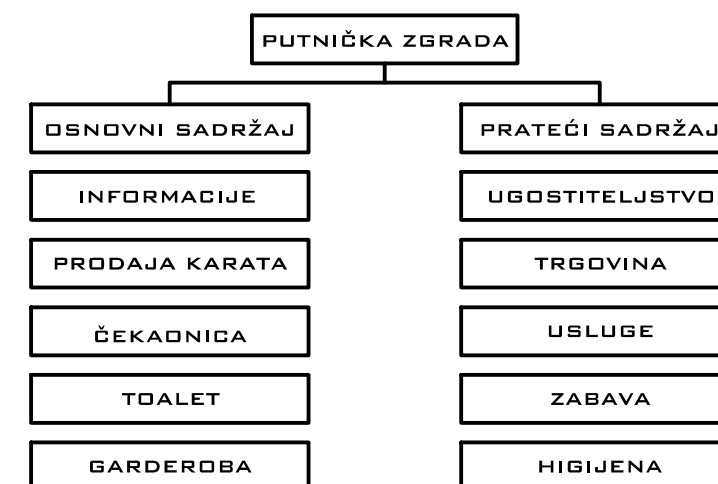 PUTNIČKA ZGRADA
OSNOVNI SADRŽAJ
INFORMACIJE
PRODAJA KARATA
ČEKAONICA
TOALET
GARDEROBA
PRATEĆI SADRŽAJ
UGOSTITELJSTVO
TRGOVINA
USLUGE
ZABAVA
HIGIJENA